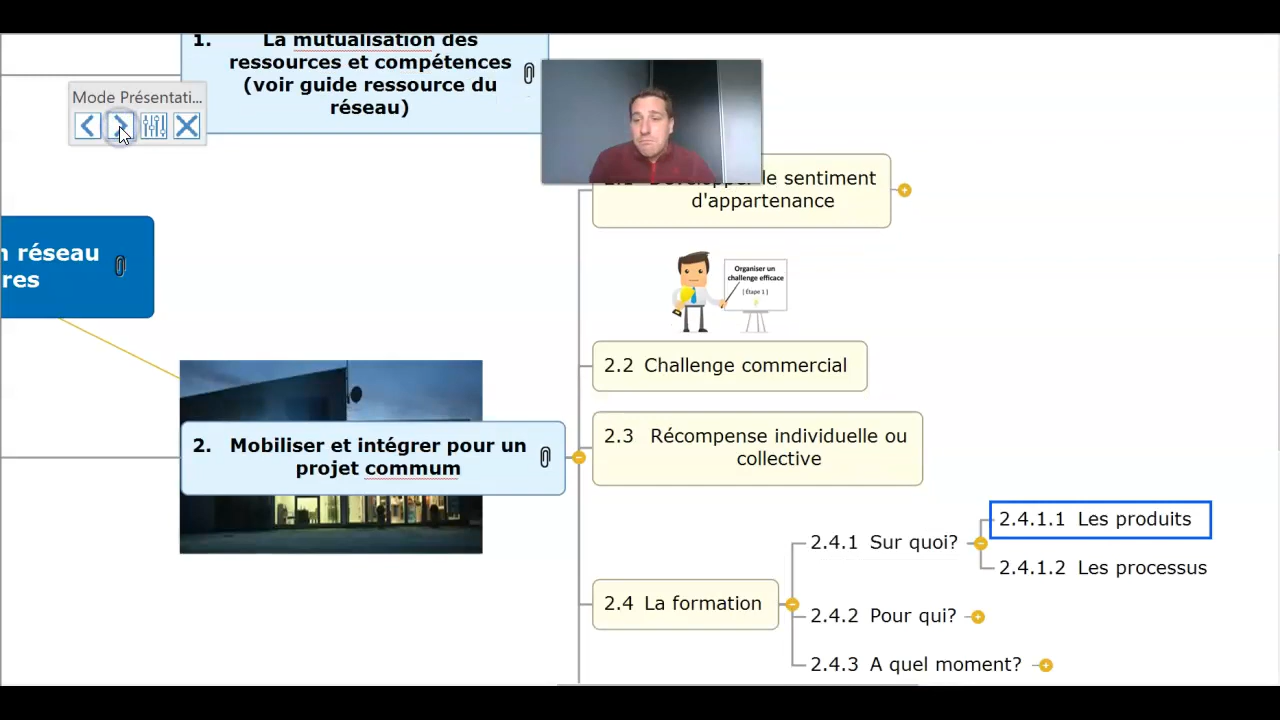 1. La mutualisation des
ressources et compétences
(voir guide ressource du
réseau)
Mode Présentati...
le sentiment
d'appartenance
n réseau
res
Organiser un
challenge efficace
[ Étape 1 ]
2.2 Challenge commercial
2. Mobiliser et intégrer pour un
projet commum
2.3 Récompense individuelle ou
collective
2.4 La formation
2.4.1 Sur quoi?
2.4.1.1 Les produits
2.4.1.2 Les processus
2.4.2 Pour qui?
2.4.3 A quel moment?